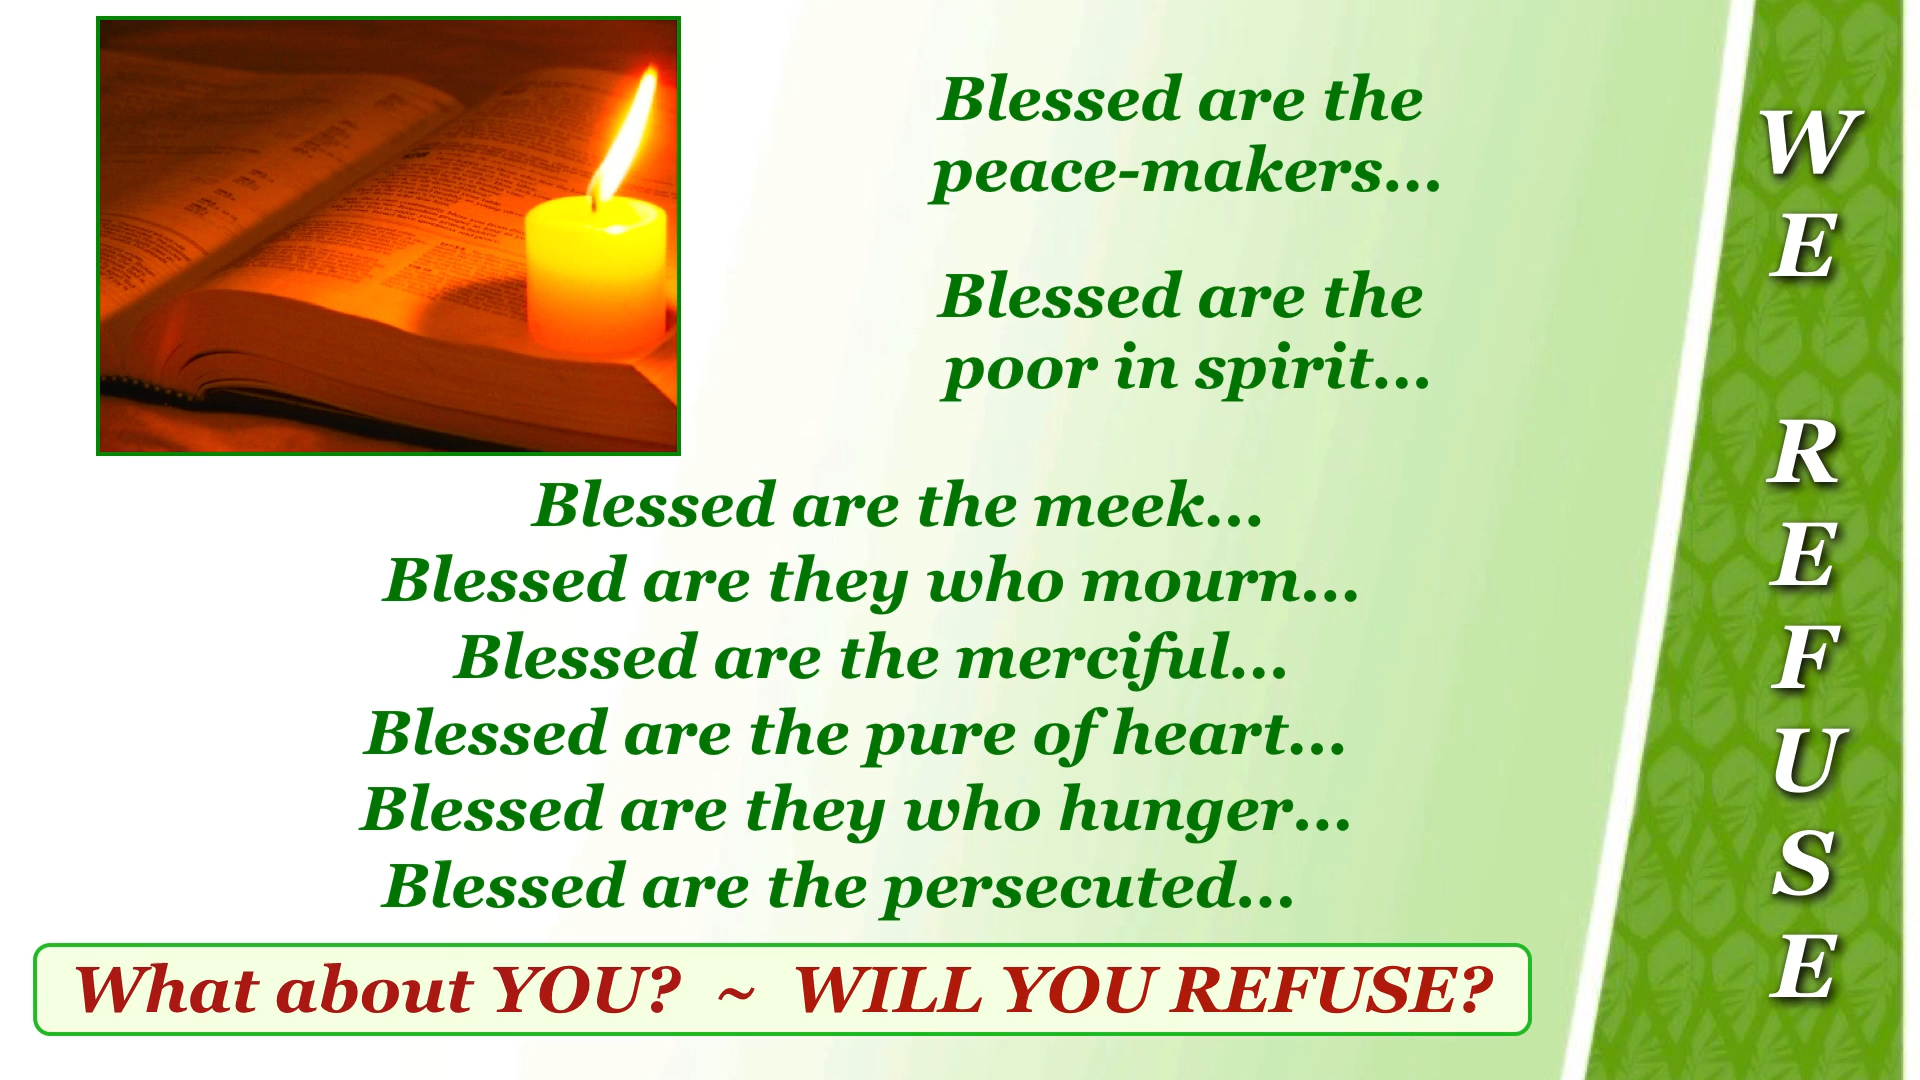 Blessed are the
peace-makers...
Blessed are the
poor in spirit...
Blessed are the meek...
Blessed are they who mourn...
Blessed are the merciful...
Blessed are the pure of heart...
Blessed are they who hunger...
Blessed are the persecuted...
What about YOU? ~ WILL YOU REFUSE?
WE REFUSE